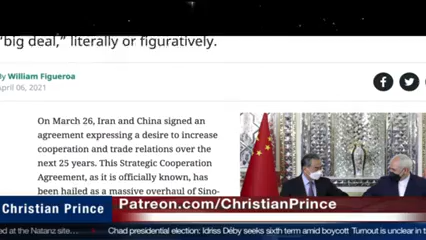 "big deal," literally or figuratively.
By William Figueroa
April 06, 2021
On March 26, Iran and China signed an
agreement expressing a desire to increase
cooperation and trade relations over the
next 25 years. This Strategic Cooperation
Agreement, as it is officially known, has
been hailed as a massive overhaul of Sino-
Christian Prince
Patreon.com/ChristianPrince
ed at the Natanz site...
Chad presidential election: Idriss Déby seeks sixth term amid boycott Turnout is unclear in t